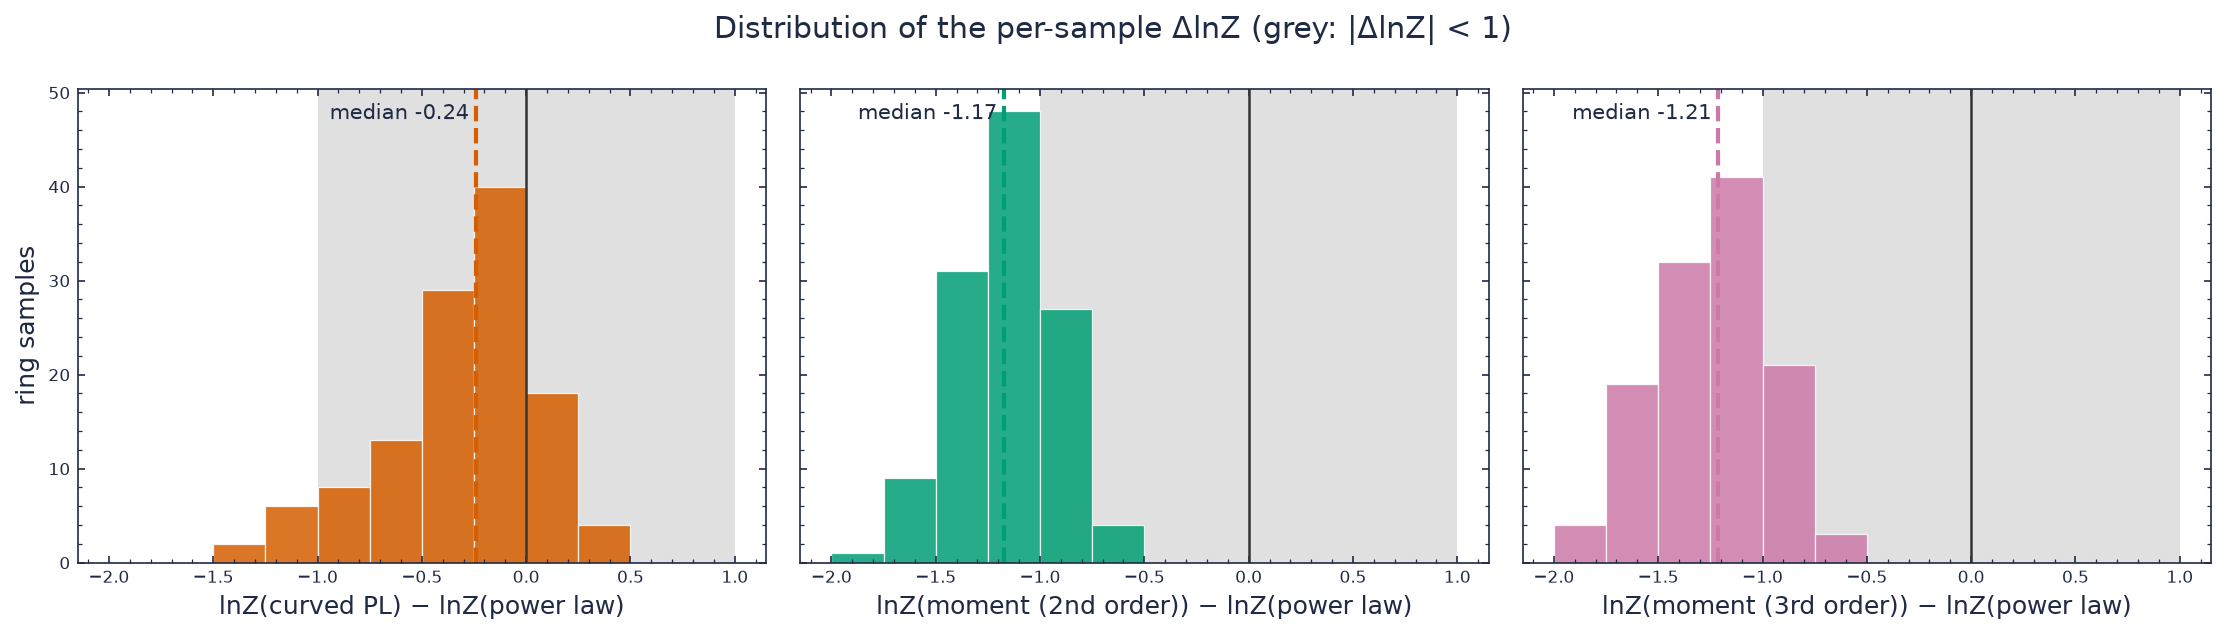 Distribution of the per-sample ΔlnZ (grey: |ΔlnZ| < 1)
ring samples
50
40
30
20
10
0
median -0.24
−2.0 −1.5 −1.0 −0.5 0.0 0.5 1.0
lnZ(curved PL) − lnZ(power law)
median -1.17
−2.0 −1.5 −1.0 −0.5 0.0 0.5 1.0
lnZ(moment (2nd order)) − lnZ(power law)
median -1.21
−2.0 −1.5 −1.0 −0.5 0.0 0.5 1.0
lnZ(moment (3rd order)) − lnZ(power law)